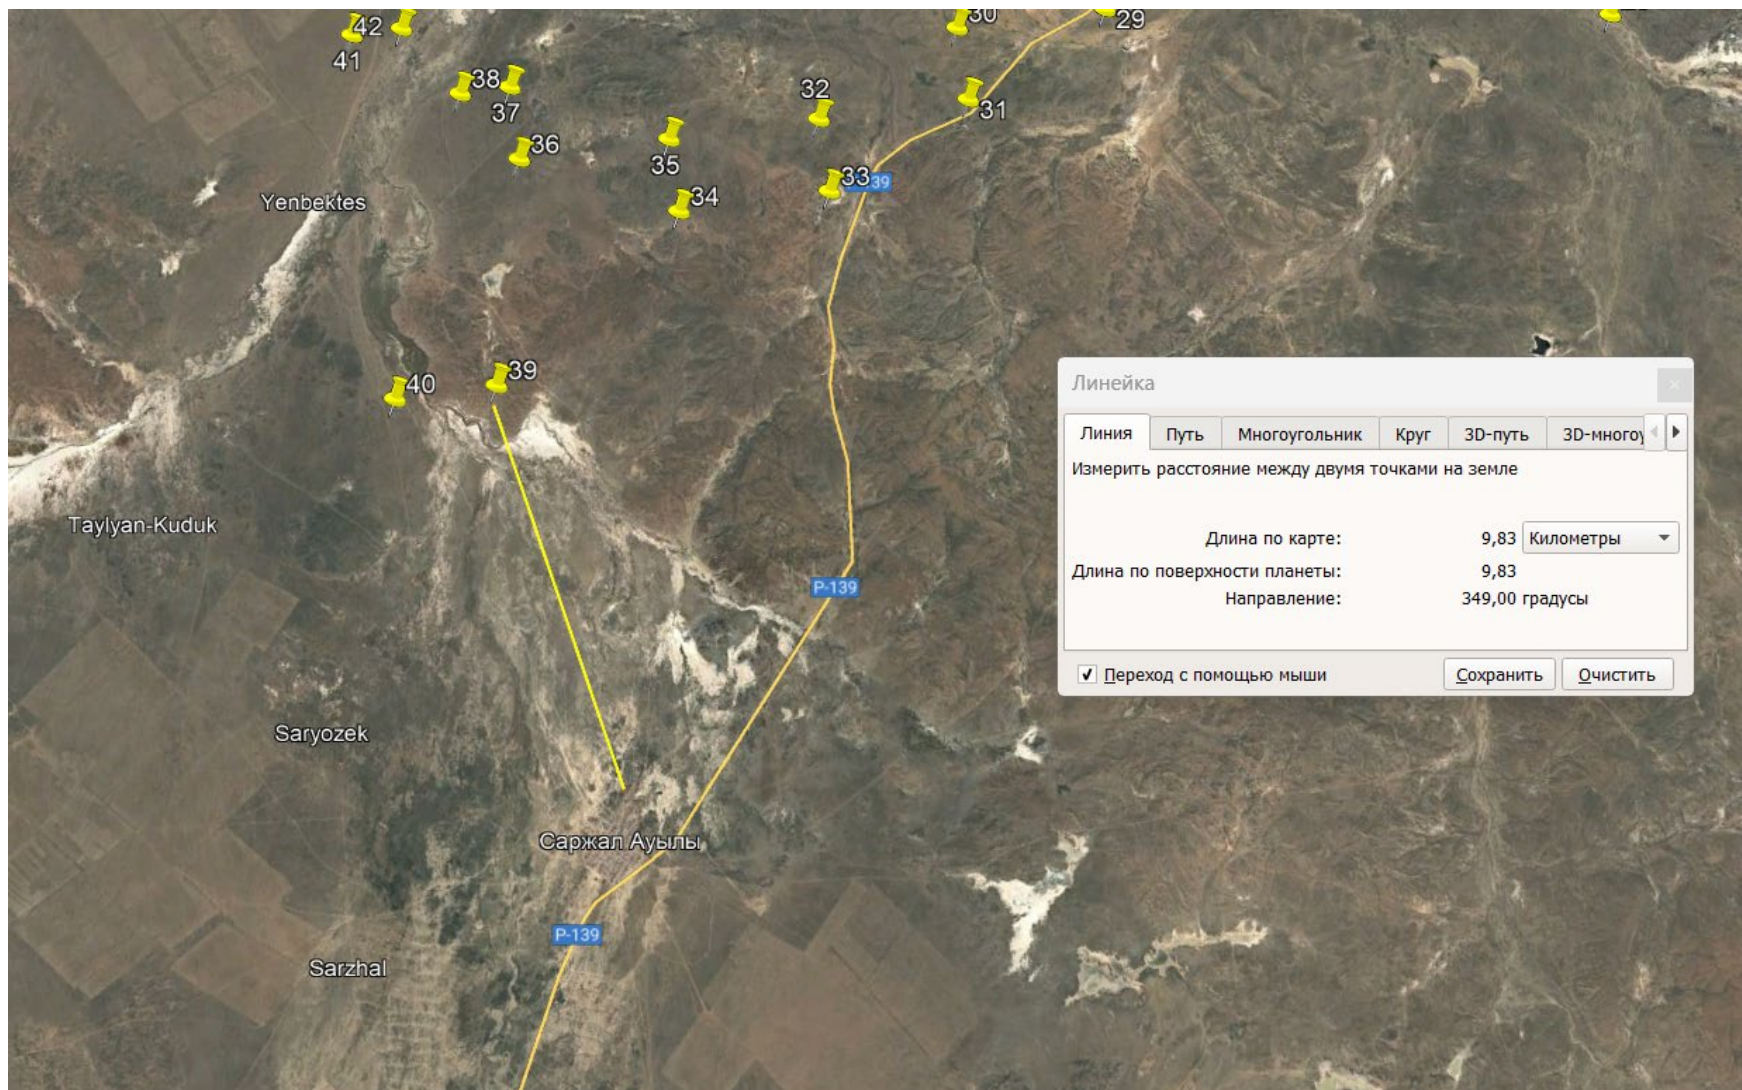 42
30
29
41
38
37
32
31
36
35
33
P-139
34
Yenbektes
39
40
Линейка
Линия
Путь
Многоугольник
Круг
3D-путь
3D-многоу
Измерить расстояние между двумя точками на земле
Taylyan-Kuduk
Длина по карте: 9,83 Километры
Длина по поверхности планеты: 9,83
P-139
Направление: 349,00 градусы
Переход с помощью мыши
Сохранить
Очистить
Saryozek
Саржал Ауылы
P-139
Sarzhal